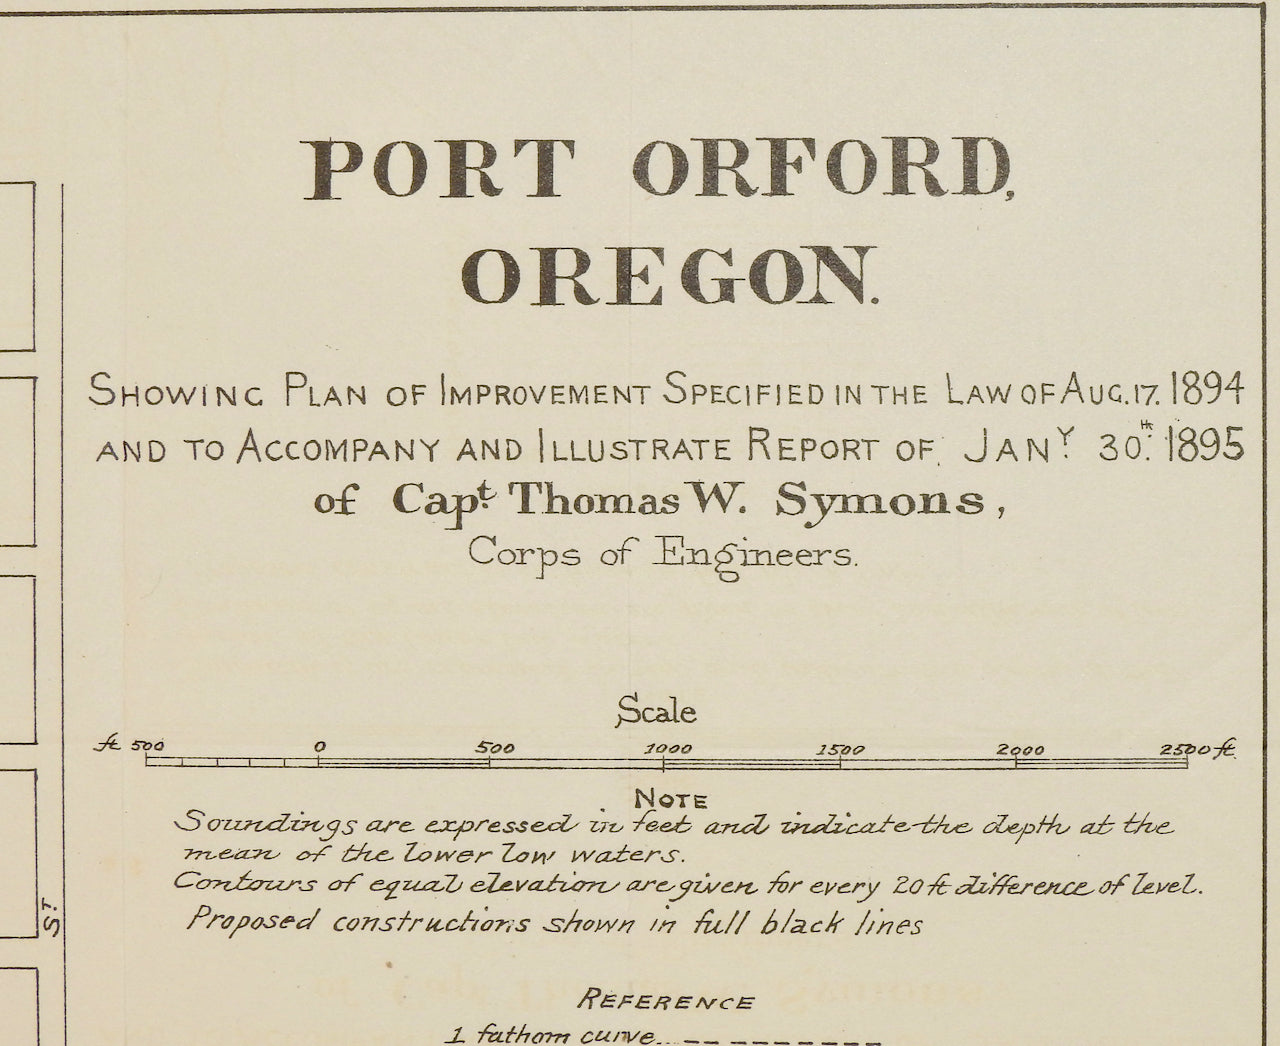 PORT ORFORD,
OREGON.
SHOWING PLAN OF IMPROVEMENT SPECIFIED IN THE LAW OF AUG. 17. 1894
AND TO ACCOMPANY AND ILLUSTRATE REPORT OF JANY 30th 1895
of Capt. Thomas W. Symons,
Corps of Engineers.
Scale
ft 500 0 500 1000 1500 2000 2500 ft.
NOTE
Soundings are expressed in feet and indicate the depth at the
mean of the lower low waters.
Contours of equal elevation are given for every 20 ft difference of level.
Proposed constructions shown in full black lines
ST.
REFERENCE
1 fathom curve